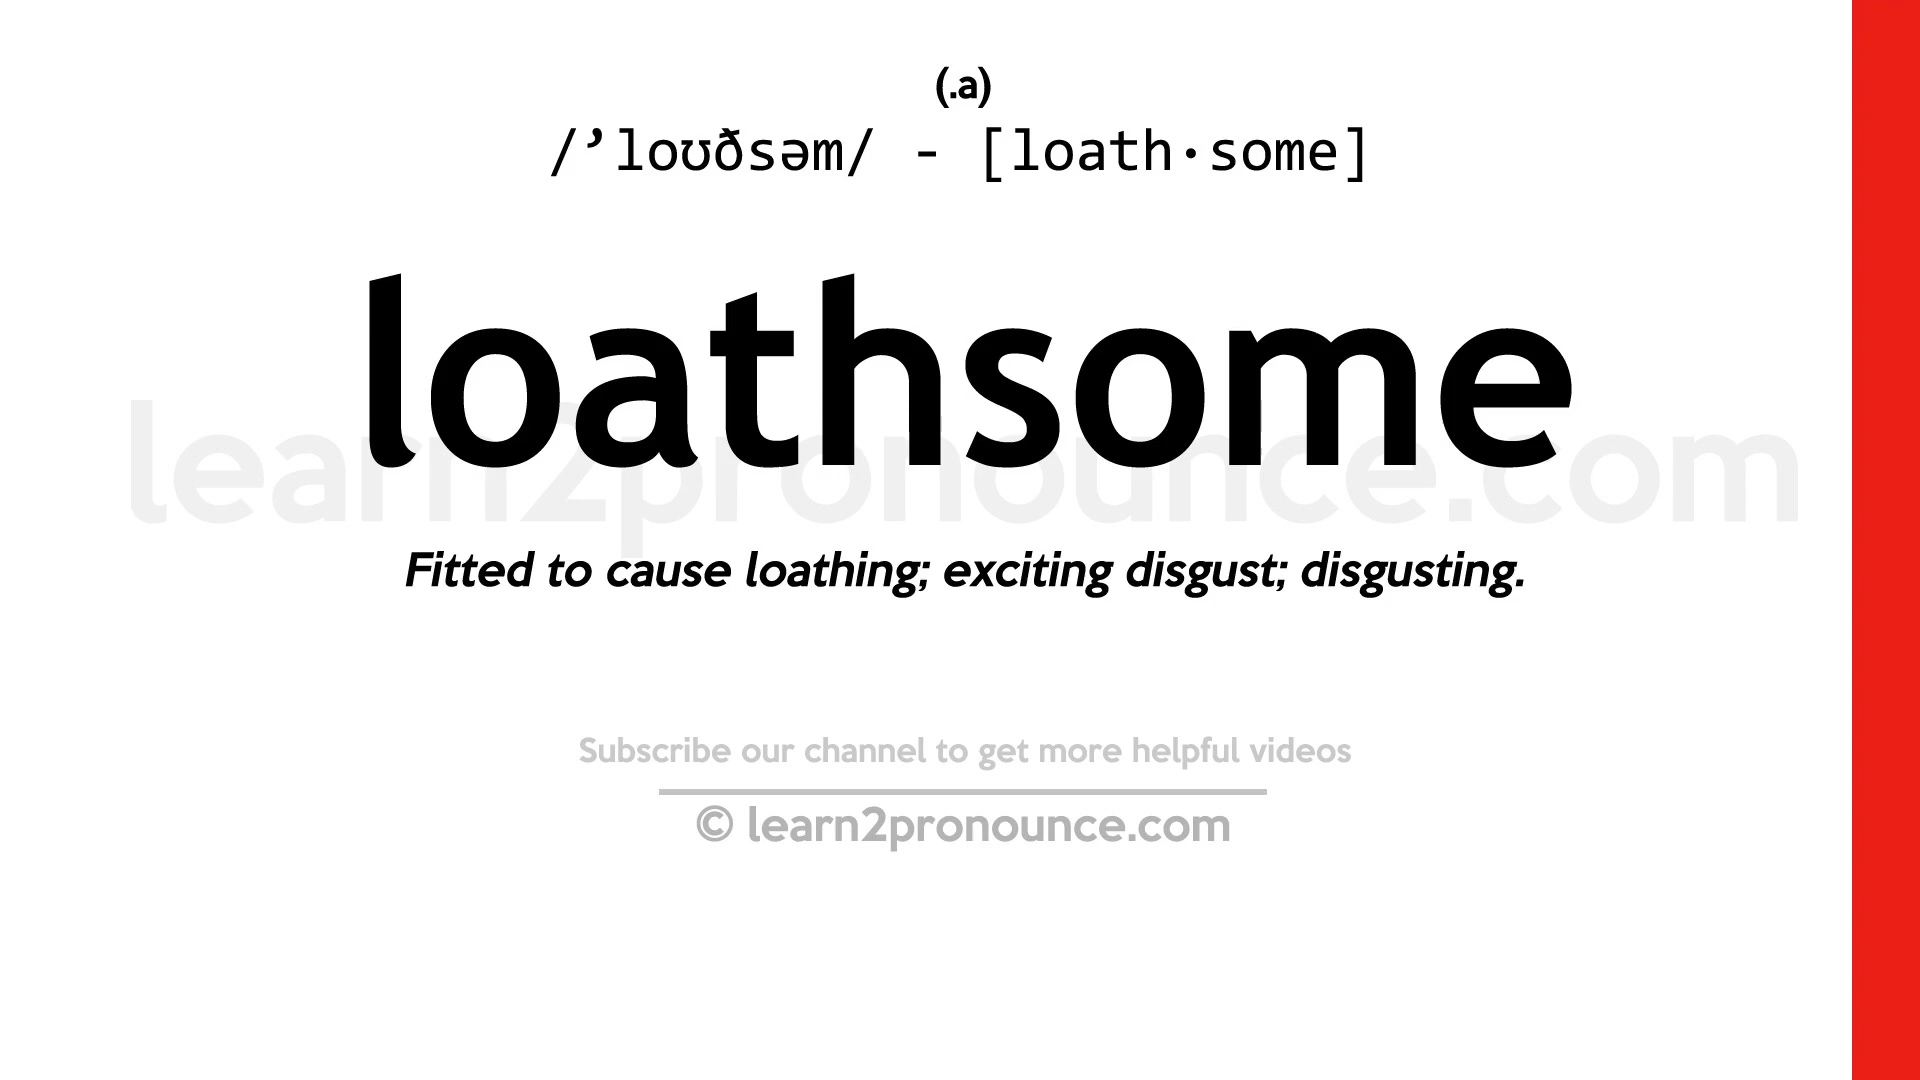 (.a)
/’loʊðsəm/ - [loath·some]
loathsome
learn2pronounce.com
Fitted to cause loathing; exciting disgust; disgusting.
Subscribe our channel to get more helpful videos
© learn2pronounce.com